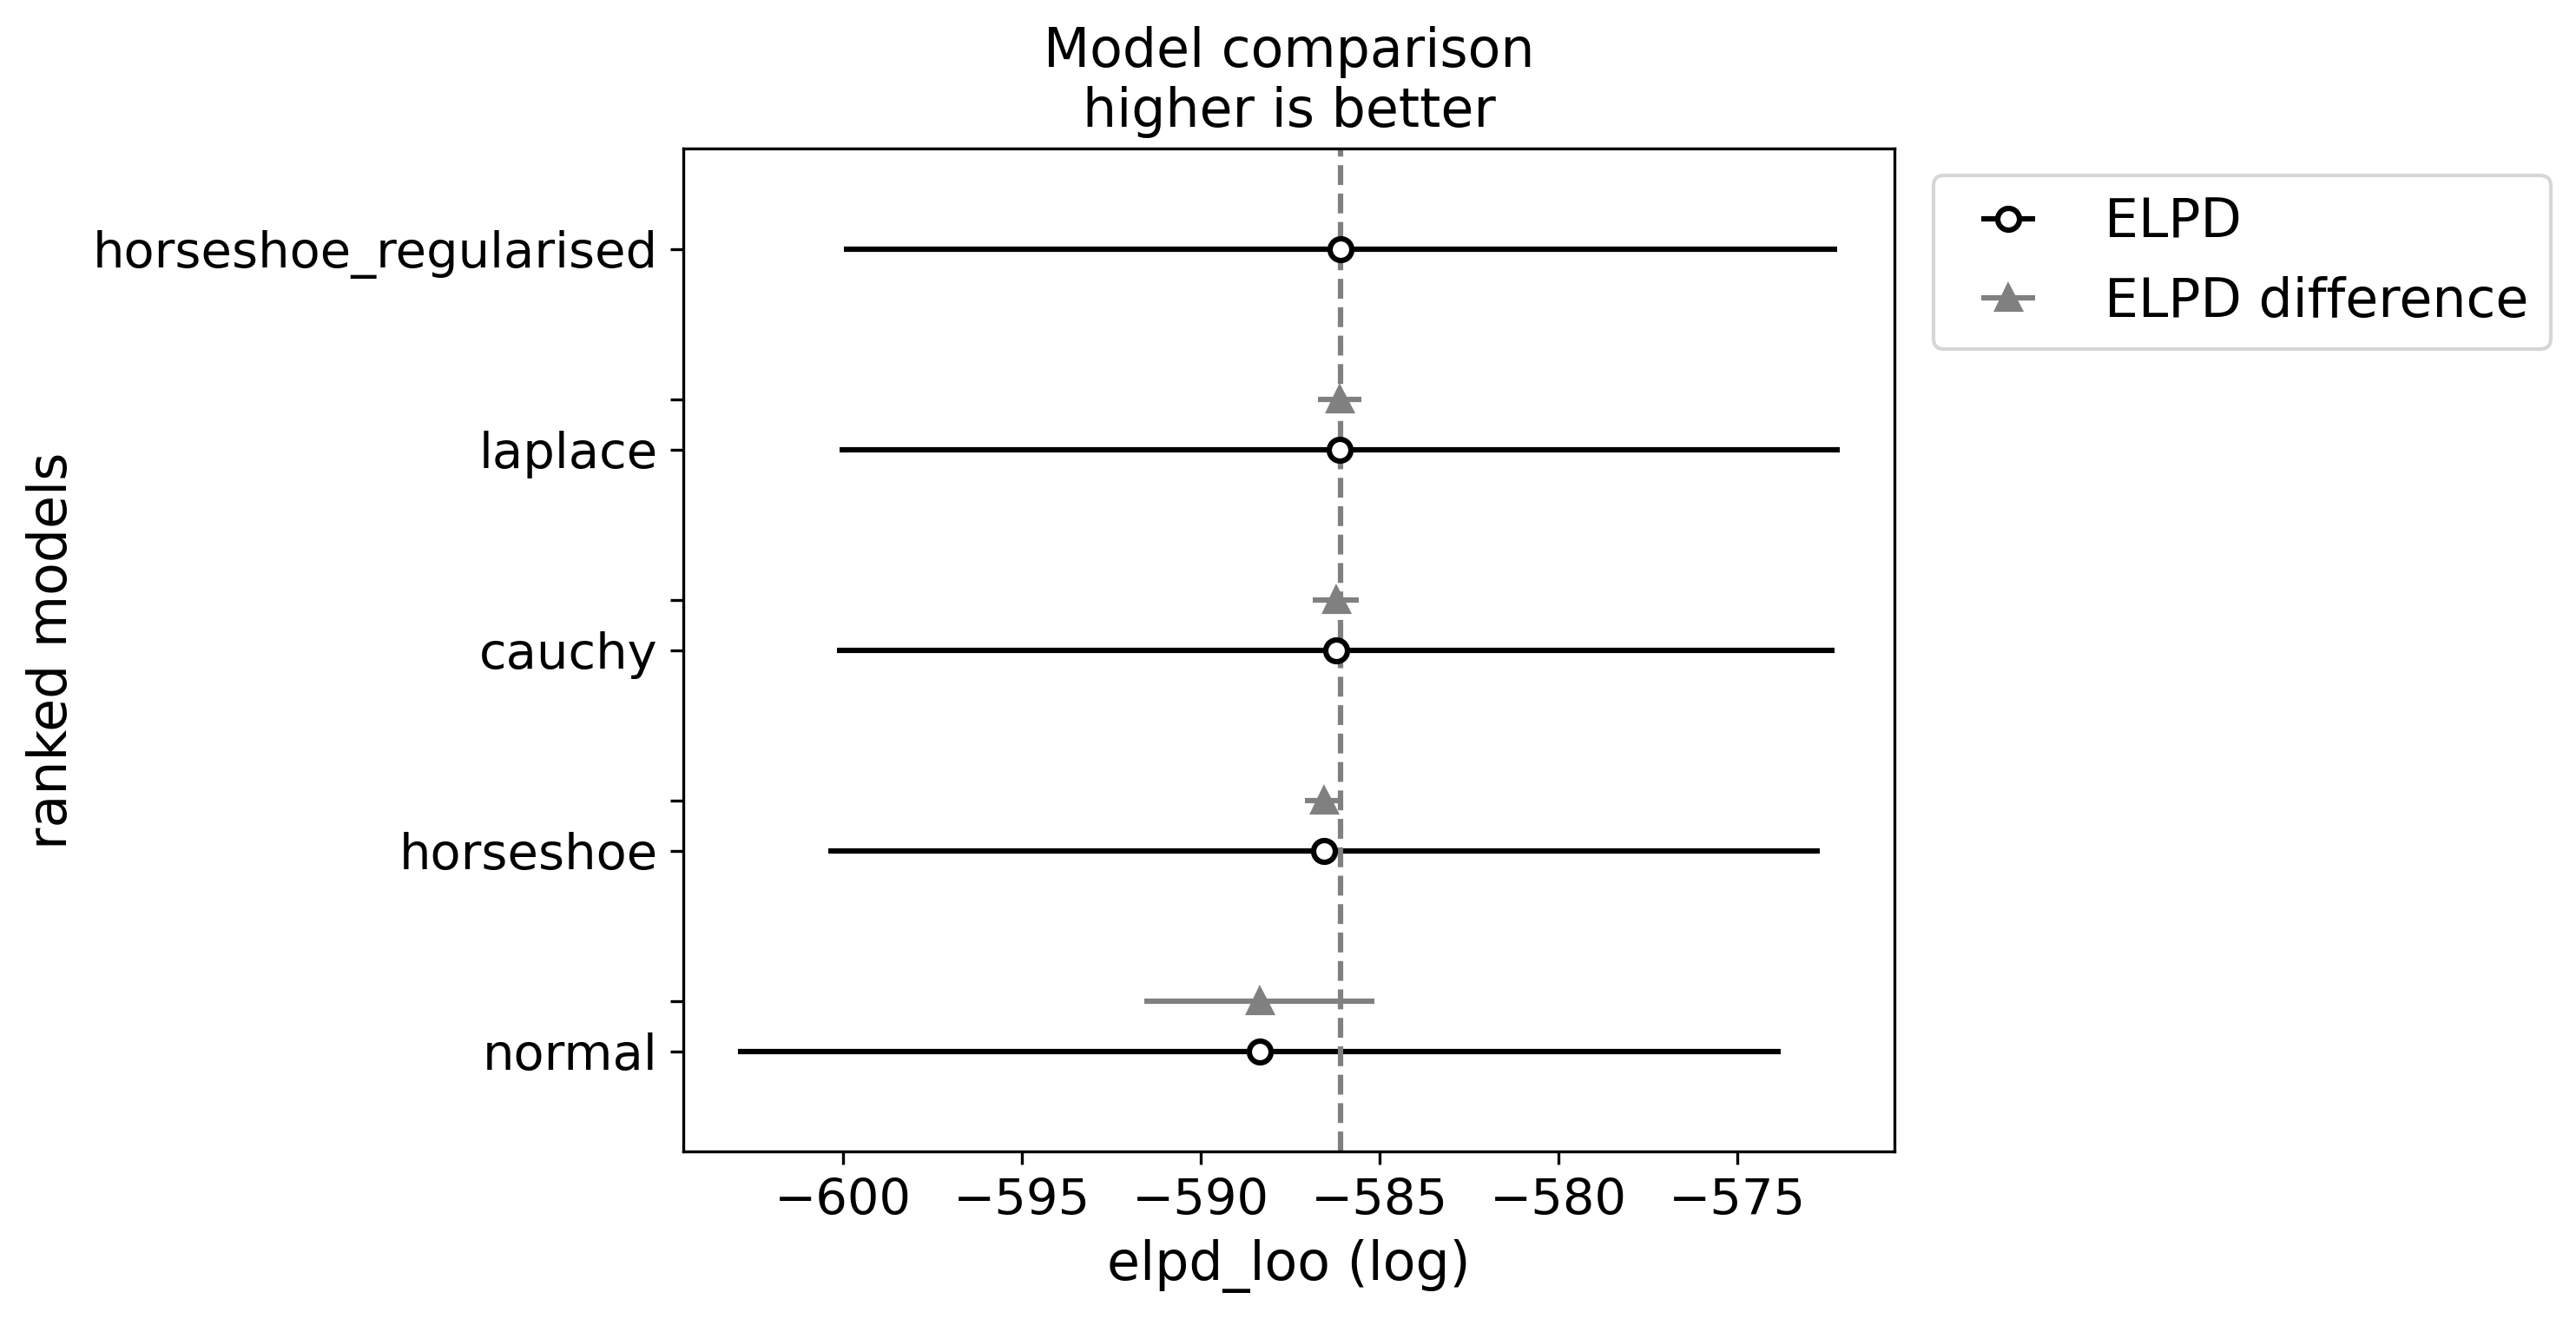 Model comparison
higher is better
horseshoe_regularised
laplace
cauchy
horseshoe
normal
ranked models
−600
−595
−590
−585
−580
−575
elpd_loo (log)
ELPD
ELPD difference